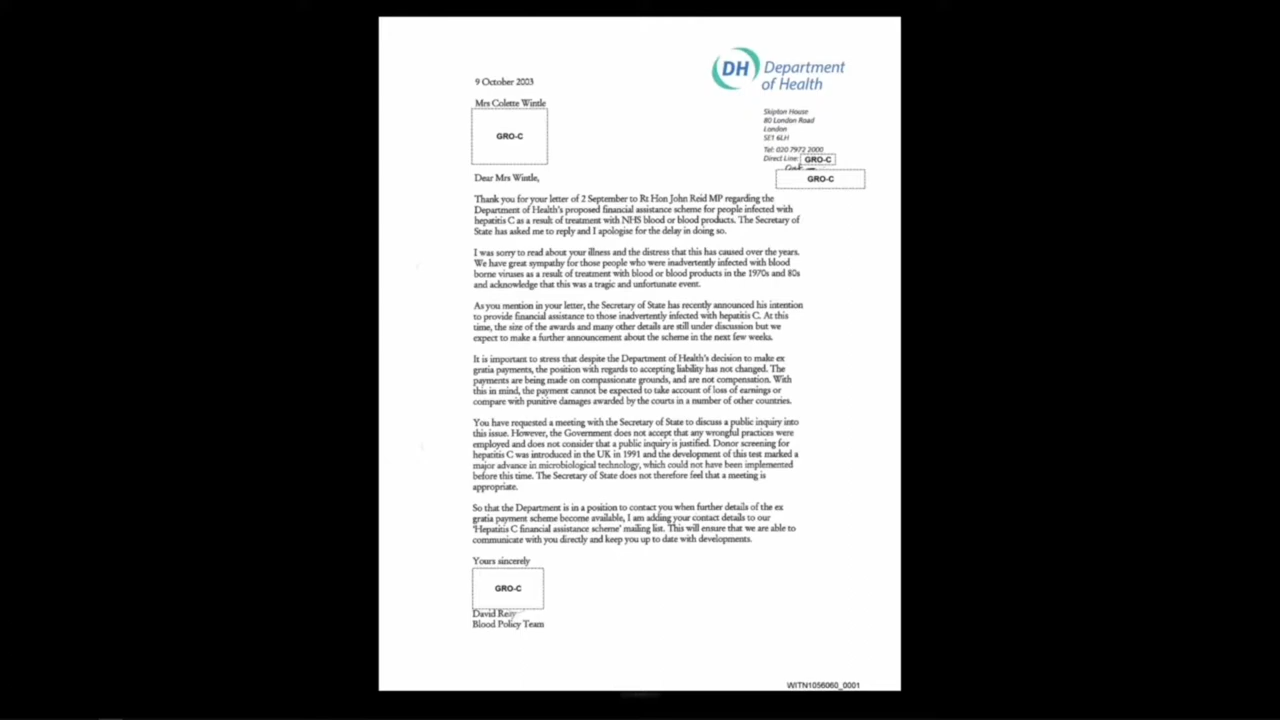 DH Department
of Health
9 October 2003
Mrs Colette Wintle
GRO-C
Skipton House
80 London Road
London
SE1 6LH
Tel: 020 7972 2000
Direct Line: GRO-C
GRO-C
Dear Mrs Wintle,
Thank you for your letter of 2 September to Rt Hon John Reid MP regarding the
Department of Health's proposed financial assistance scheme for people infected with
hepatitis C as a result of treatment with NHS blood or blood products. The Secretary of
State has asked me to reply and I apologise for the delay in doing so.
I was sorry to read about your illness and the distress that this has caused over the years.
We have great sympathy for those people who were inadvertently infected with blood
borne viruses as a result of treatment with blood or blood products in the 1970s and 80s
and acknowledge that this was a tragic and unfortunate event.
As you mention in your letter, the Secretary of State has recently announced his intention
to provide financial assistance to those inadvertently infected with hepatitis C. At this
time, the size of the awards and many other details are still under discussion but we
expect to make a further announcement about the scheme in the next few weeks.
It is important to stress that despite the Department of Health's decision to make ex
gratia payments, the position with regards to accepting liability has not changed. The
payments are being made on compassionate grounds, and are not compensation. With
this in mind, the payment cannot be expected to take account of loss of earnings or
compare with punitive damages awarded by the courts in a number of other countries.
You have requested a meeting with the Secretary of State to discuss a public inquiry into
this issue. However, the Government does not accept that any wrongful practices were
employed and does not consider that a public inquiry is justified. Donor screening for
hepatitis C was introduced in the UK in 1991 and the development of this test marked a
major advance in microbiological technology, which could not have been implemented
before this time. The Secretary of State does not therefore feel that a meeting is
appropriate.
So that the Department is in a position to contact you when further details of the ex
gratia payment scheme become available, I am adding your contact details to our
'Hepatitis C financial assistance scheme' mailing list. This will ensure that we are able to
communicate with you directly and keep you up to date with developments.
Yours sincerely
GRO-C
David Reay
Blood Policy Team
WITN1056060_0001